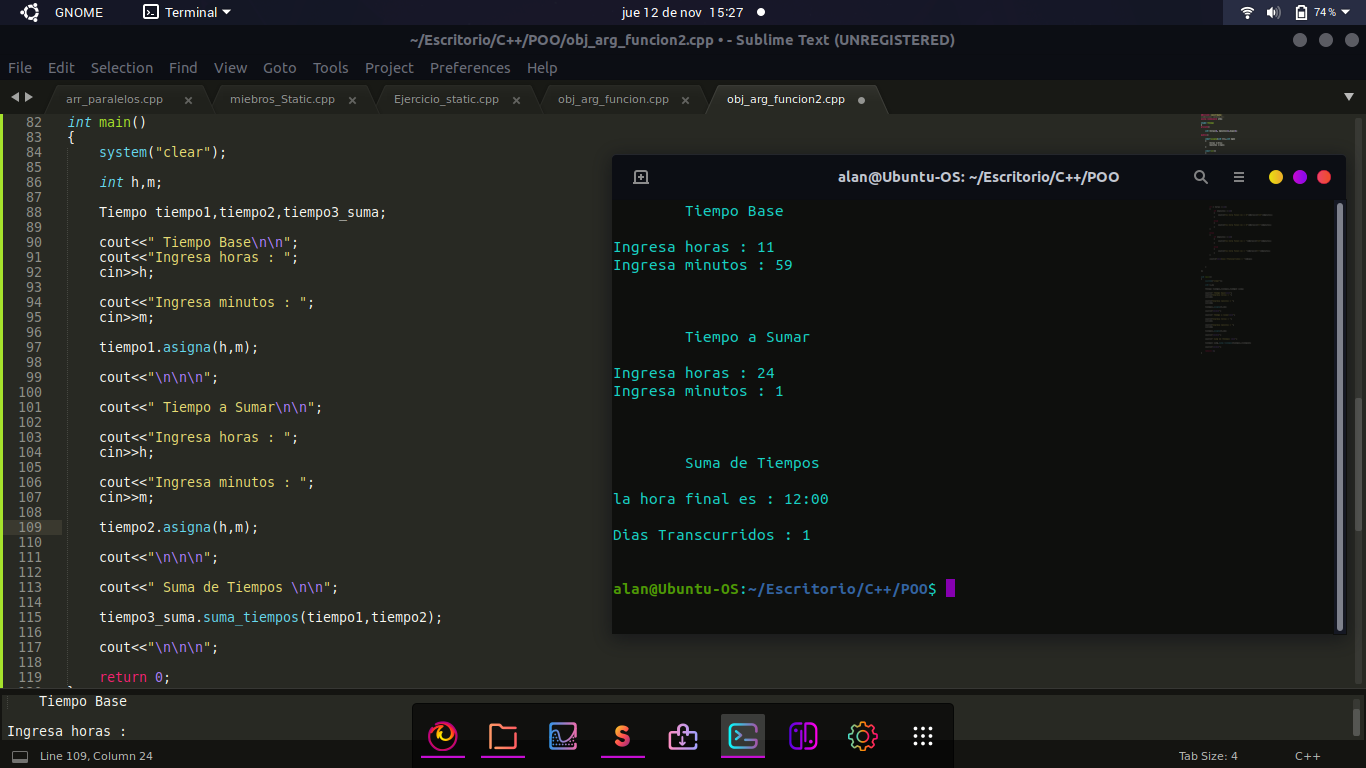 GNOME Terminal jue 12 de nov 15:27 74 %
~/Escritorio/C++/POO/obj_arg_funcion2.cpp • - Sublime Text (UNREGISTERED)
File Edit Selection Find View Goto Tools Project Preferences Help
arr_paralelos.cpp miebros_Static.cpp Ejercicio_static.cpp obj_arg_funcion.cpp obj_arg_funcion2.cpp
82 int main()
83 {
84 system("clear");
85
86 int h,m;
87
88 Tiempo tiempo1,tiempo2,tiempo3_suma;
89
90 cout<<" Tiempo Base\n\n";
91 cout<<"Ingresa horas : ";
92 cin>>h;
93
94 cout<<"Ingresa minutos : ";
95 cin>>m;
96
97 tiempo1.asigna(h,m);
98
99 cout<<"\n\n\n";
100
101 cout<<" Tiempo a Sumar\n\n";
102
103 cout<<"Ingresa horas : ";
104 cin>>h;
105
106 cout<<"Ingresa minutos : ";
107 cin>>m;
108
109 tiempo2.asigna(h,m);
110
111 cout<<"\n\n\n";
112
113 cout<<" Suma de Tiempos \n\n";
114
115 tiempo3_suma.suma_tiempos(tiempo1,tiempo2);
116
117 cout<<"\n\n\n";
118
119 return 0;
alan@Ubuntu-OS: ~/Escritorio/C++/POO
Tiempo Base
Ingresa horas : 11
Ingresa minutos : 59
Tiempo a Sumar
Ingresa horas : 24
Ingresa minutos : 1
Suma de Tiempos
la hora final es : 12:00
Dias Transcurridos : 1
alan@Ubuntu-OS:~/Escritorio/C++/POO$
Tiempo Base
Ingresa horas :
Line 109, Column 24 Tab Size: 4 C++